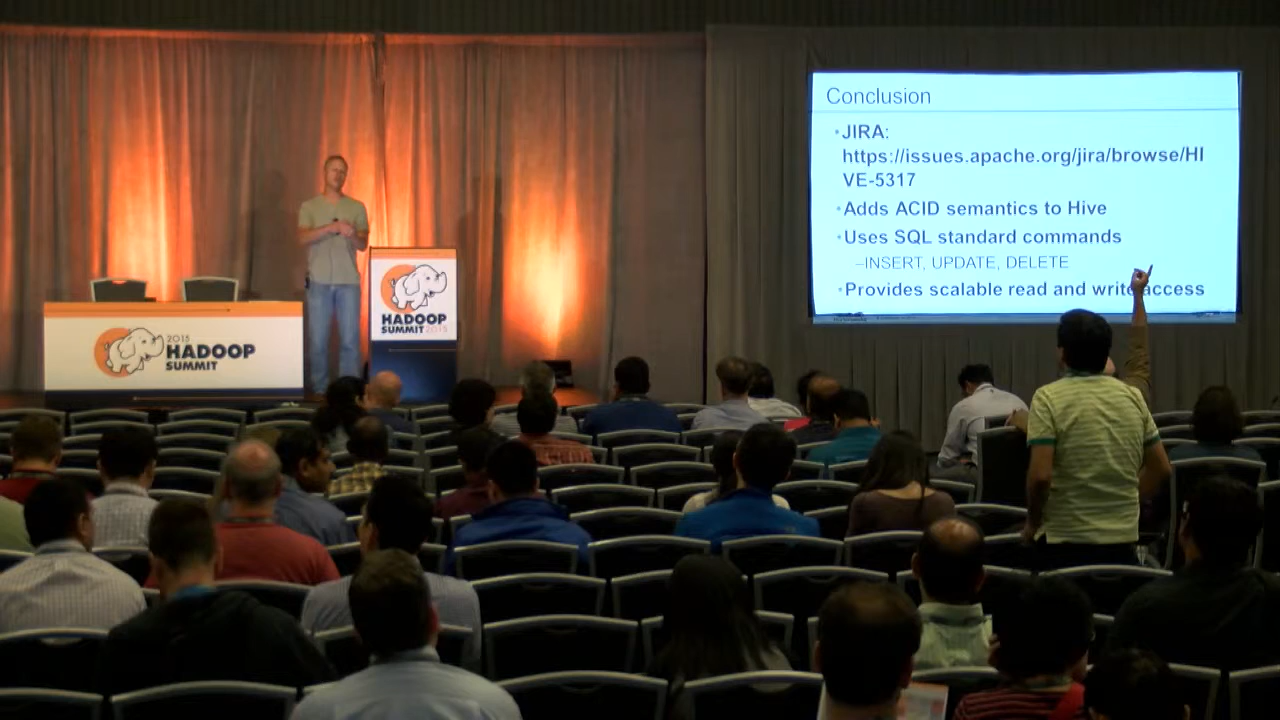 Conclusion
•JIRA:
https://issues.apache.org/jira/browse/HI
VE-5317
•Adds ACID semantics to Hive
•Uses SQL standard commands
–INSERT, UPDATE, DELETE
•Provides scalable read and write access
HADOOP
SUMMIT 2015
2015
HADOOP
SUMMIT